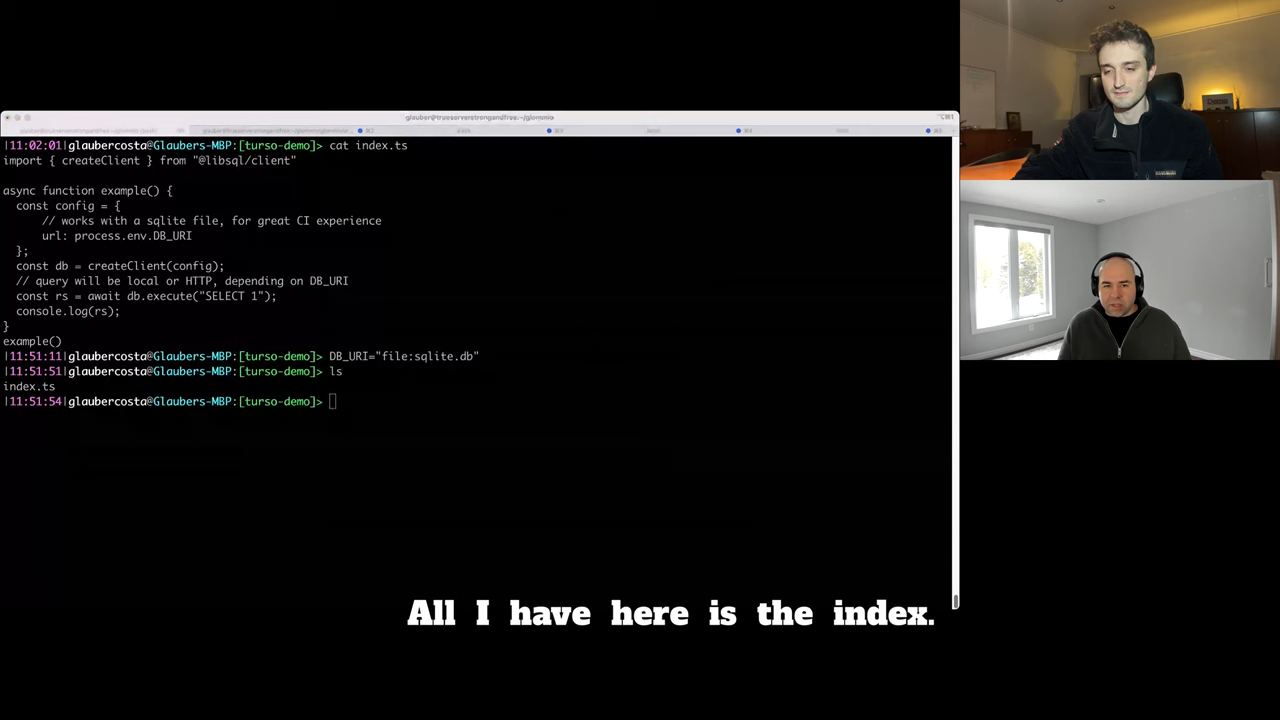 glauber@trueserverstrongandfree:~/glommio
|11:02:01|glaubercosta@Glaubers-MBP:[turso-demo]> cat index.ts
import { createClient } from "@libsql/client"
async function example() {
const config = {
// works with a sqlite file, for great CI experience
url: process.env.DB_URI
};
const db = createClient(config);
// query will be local or HTTP, depending on DB_URI
const rs = await db.execute("SELECT 1");
console.log(rs);
}
example()
|11:51:11|glaubercosta@Glaubers-MBP:[turso-demo]> DB_URI="file:sqlite.db"
|11:51:51|glaubercosta@Glaubers-MBP:[turso-demo]> ls
index.ts
|11:51:54|glaubercosta@Glaubers-MBP:[turso-demo]>
All I have here is the index.